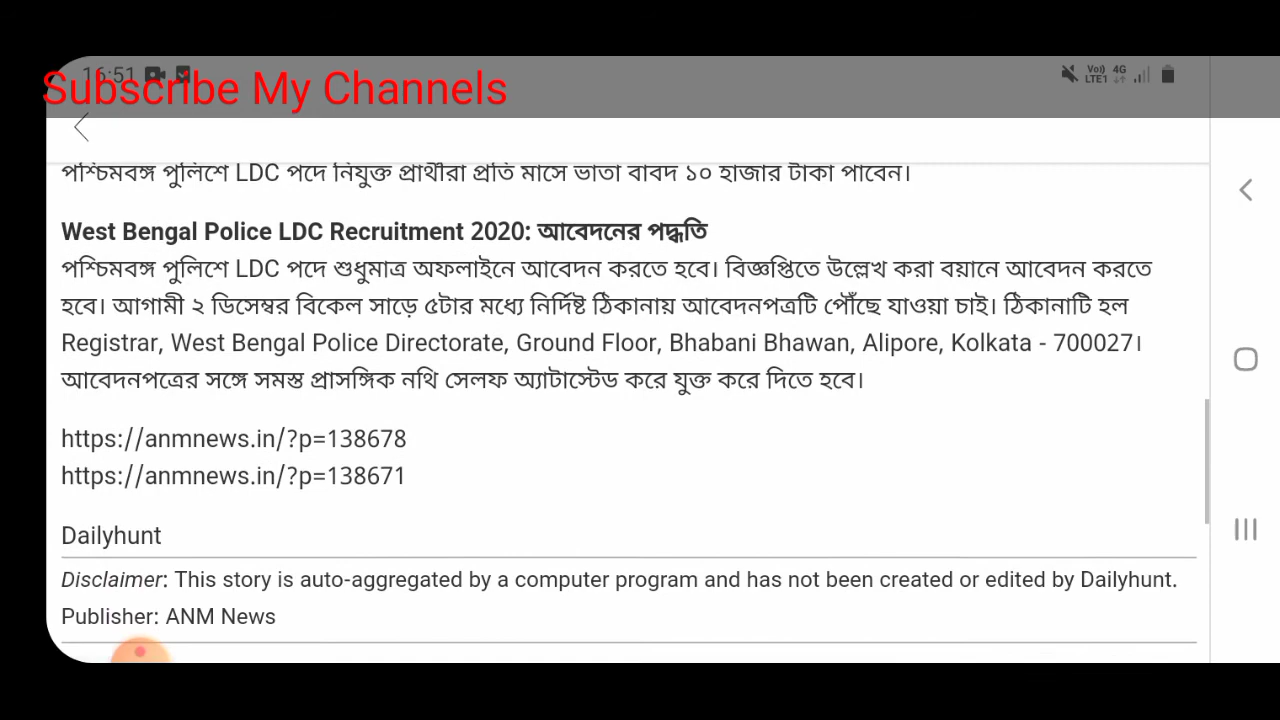 16:51
Vo)) 4G
LTE1
Subscribe My Channels
পশ্চিমবঙ্গ পুলিশে LDC পদে নিযুক্ত প্রার্থীরা প্রতি মাসে ভাতা বাবদ ১০ হাজার টাকা পাবেন।
West Bengal Police LDC Recruitment 2020: আবেদনের পদ্ধতি
পশ্চিমবঙ্গ পুলিশে LDC পদে শুধুমাত্র অফলাইনে আবেদন করতে হবে। বিজ্ঞপ্তিতে উল্লেখ করা বয়ানে আবেদন করতে
হবে। আগামী ২ ডিসেম্বর বিকেল সাড়ে ৫টার মধ্যে নির্দিষ্ট ঠিকানায় আবেদনপত্রটি পৌঁছে যাওয়া চাই। ঠিকানাটি হল
Registrar, West Bengal Police Directorate, Ground Floor, Bhabani Bhawan, Alipore, Kolkata - 700027।
আবেদনপত্রের সঙ্গে সমস্ত প্রাসঙ্গিক নথি সেলফ অ্যাটাস্টেড করে যুক্ত করে দিতে হবে।
https://anmnews.in/?p=138678
https://anmnews.in/?p=138671
Dailyhunt
Disclaimer: This story is auto-aggregated by a computer program and has not been created or edited by Dailyhunt.
Publisher: ANM News